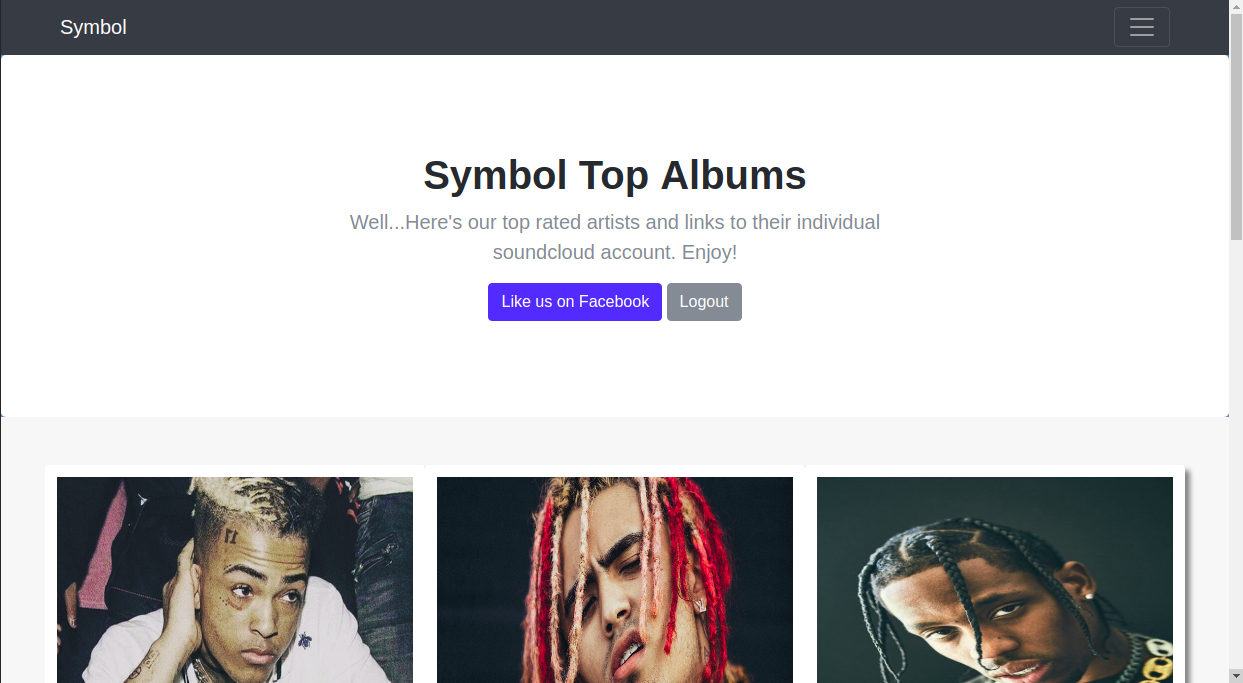 Symbol
Symbol Top Albums
Well...Here's our top rated artists and links to their individual
soundcloud account. Enjoy!
Like us on Facebook
Logout